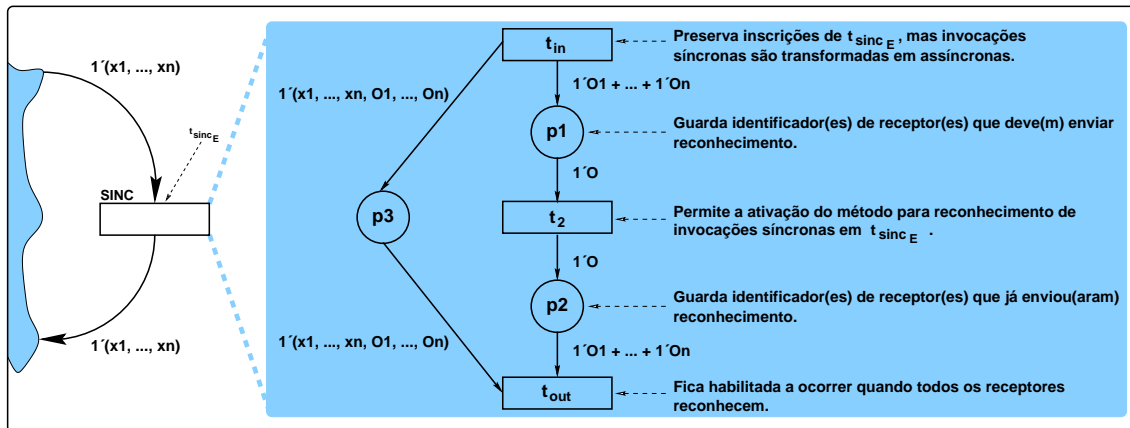 1´(x1, ..., xn)
t sinc E
SINC
1´(x1, ..., xn)
t in
Preserva inscrições de t sinc E , mas invocações
síncronas são transformadas em assíncronas.
1´(x1, ..., xn, O1, ..., On)
1´O1 + ... + 1´On
p1
Guarda identificador(es) de receptor(es) que deve(m) enviar
reconhecimento.
1´O
p3
t 2
Permite a ativação do método para reconhecimento de
invocações síncronas em t sinc E .
1´O
p2
Guarda identificador(es) de receptor(es) que já enviou(aram)
reconhecimento.
1´(x1, ..., xn, O1, ..., On)
1´O1 + ... + 1´On
t out
Fica habilitada a ocorrer quando todos os receptores
reconhecem.